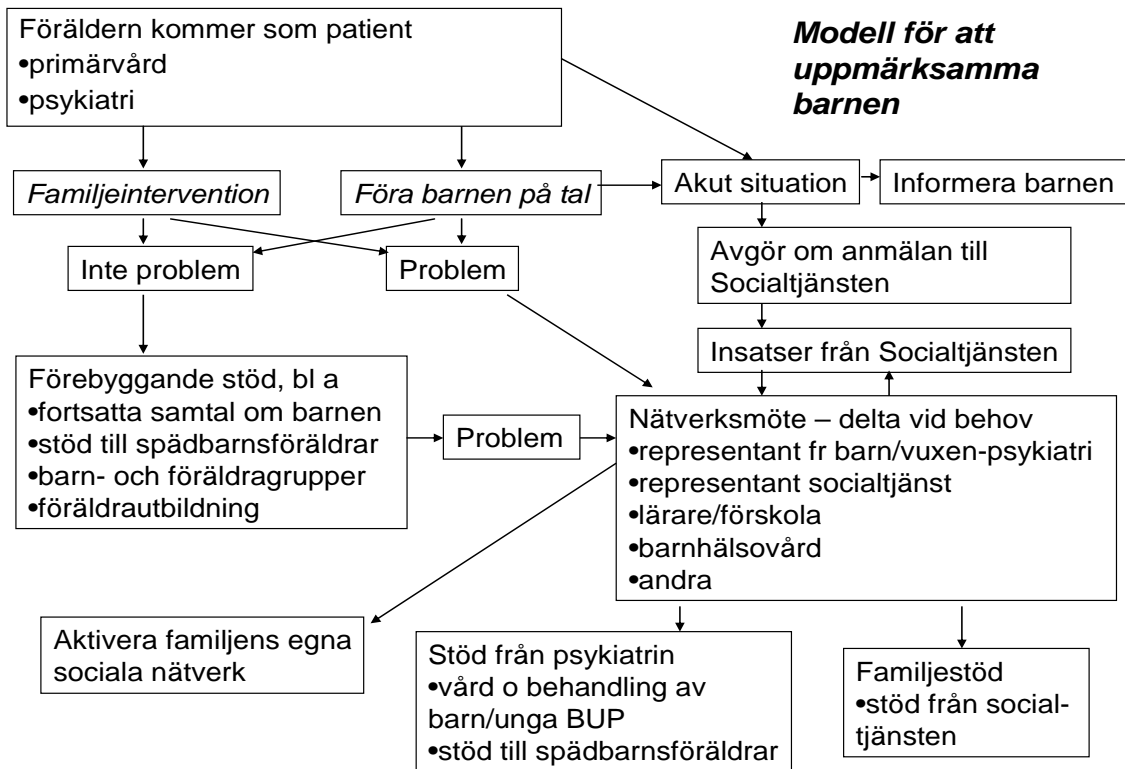 Föräldern kommer som patient
•primärvård
•psykiatri
Modell för att
uppmärksamma
barnen
Familjeintervention
Föra barnen på tal
Akut situation
Informera barnen
Inte problem
Problem
Avgör om anmälan till
Socialtjänsten
Insatser från Socialtjänsten
Förebyggande stöd, bl a
•fortsatta samtal om barnen
•stöd till spädbarnsföräldrar
•barn- och föräldragrupper
•föräldrautbildning
Problem
Nätverksmöte – delta vid behov
•representant fr barn/vuxen-psykiatri
•representant socialtjänst
•lärare/förskola
•barnhälsovård
•andra
Aktivera familjens egna
sociala nätverk
Stöd från psykiatrin
•vård o behandling av
barn/unga BUP
•stöd till spädbarnsföräldrar
Familjestöd
•stöd från social-
tjänsten